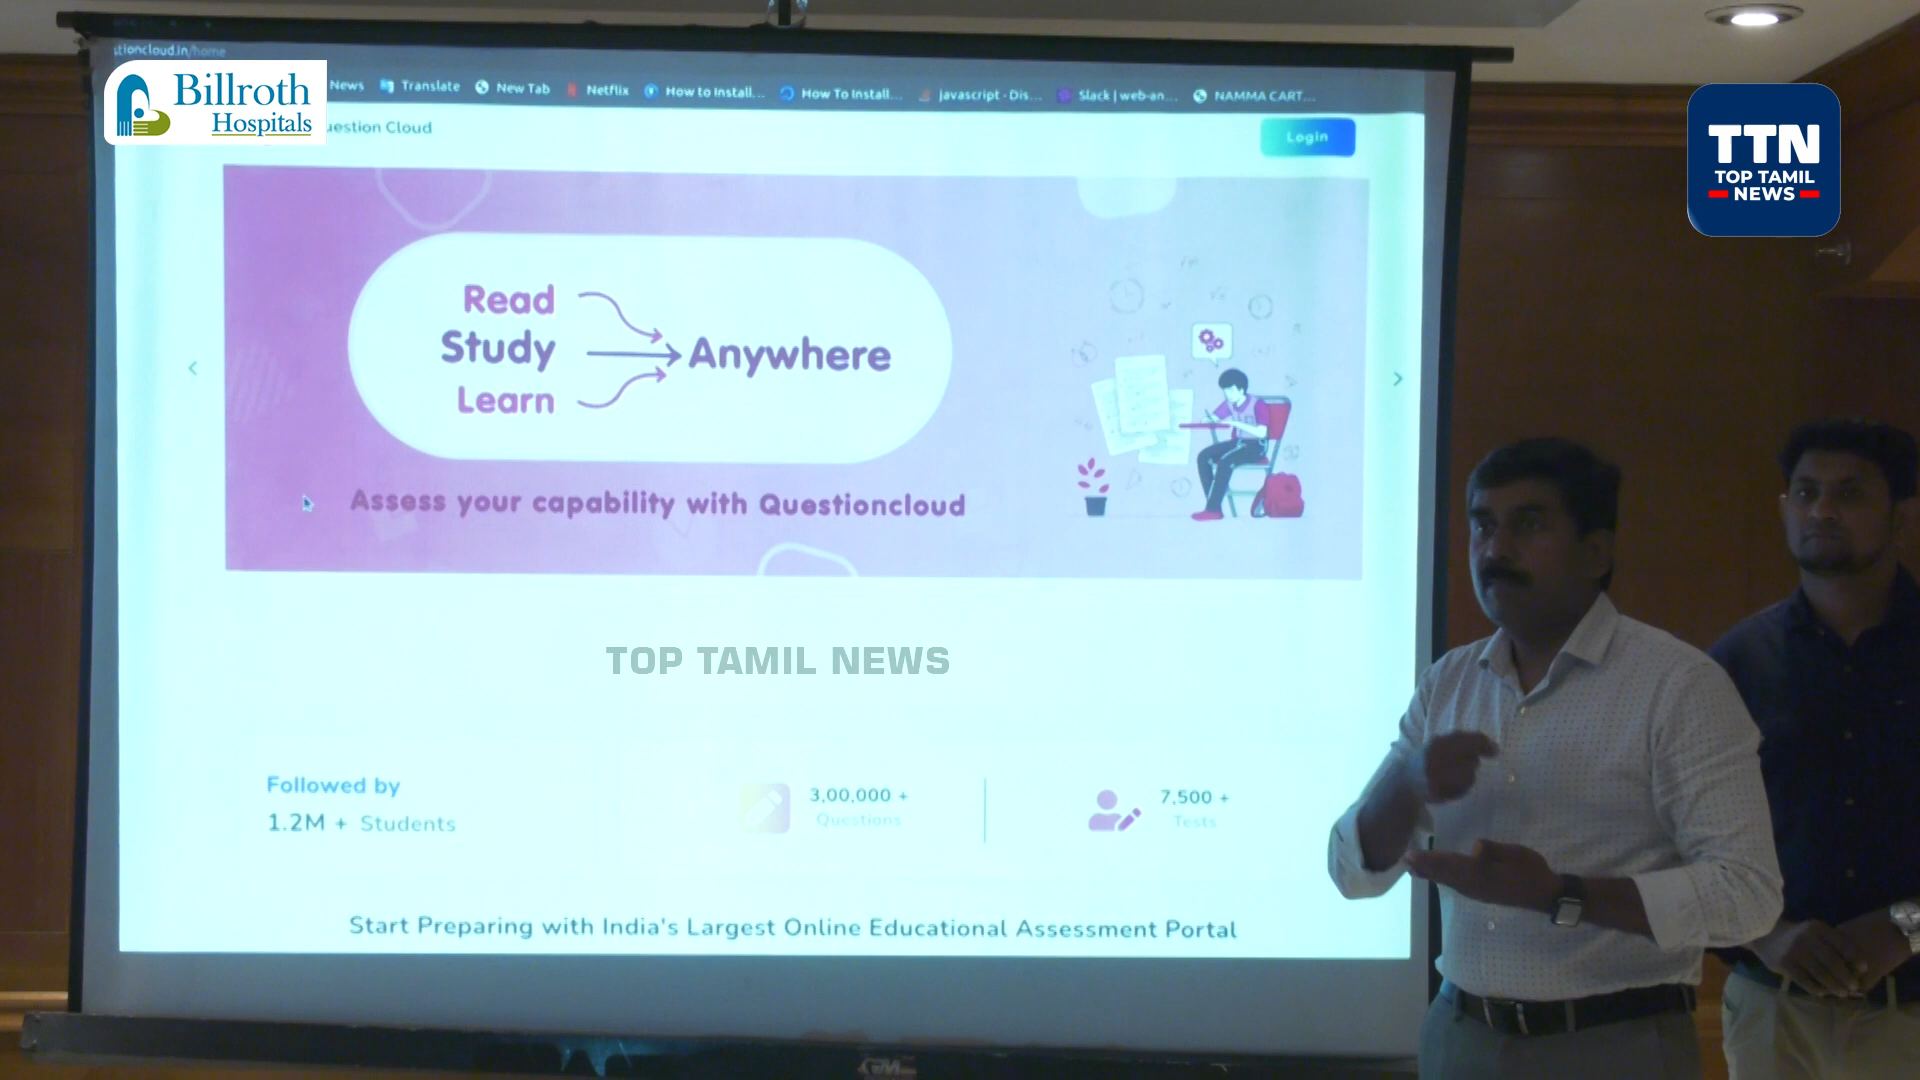 tioncloud.in/home
Billroth
Hospitals
News
Translate
New Tab
Netflix
How to Install...
How To Install...
javascript - Dis...
Slack | web-an...
NAMMA CART...
uestion Cloud
Login
TTN
TOP TAMIL
NEWS
Read
Study
Learn
Anywhere
Assess your capability with Questioncloud
TOP TAMIL NEWS
Followed by
1.2M + Students
3,00,000 +
Questions
7,500 +
Tests
Start Preparing with India's Largest Online Educational Assessment Portal